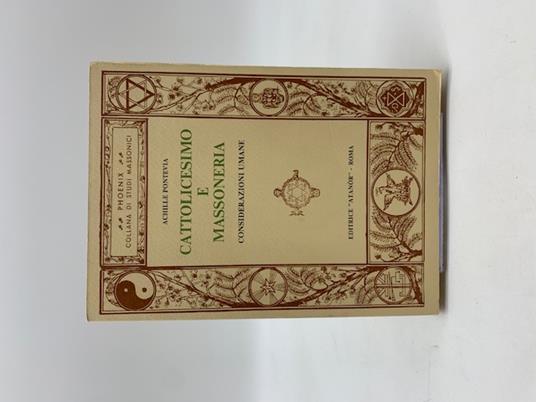 PHOENIX
COLLANA DI STUDI MASSONICI
ACHILLE PONTEVIA
CATTOLICESIMO
E
MASSONERIA
CONSIDERAZIONI UMANE
EDITRICE "ATANÒR" - ROMA